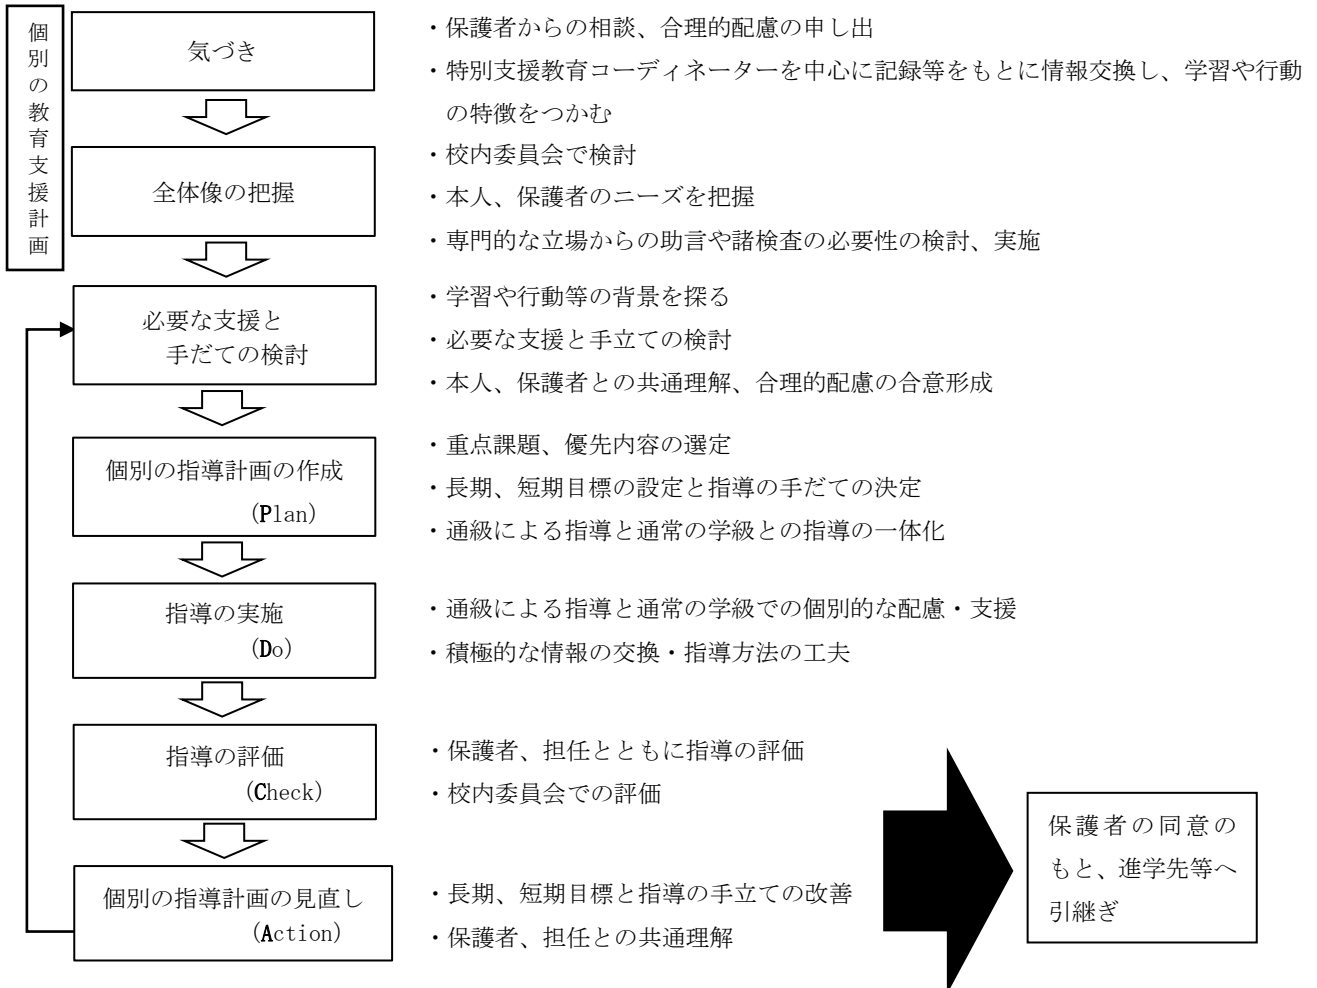 個別の教育支援計画
気づき
・保護者からの相談、合理的配慮の申し出
・特別支援教育コーディネーターを中心に記録等をもとに情報交換し、学習や行動
の特徴をつかむ
全体像の把握
・校内委員会で検討
・本人、保護者のニーズを把握
・専門的な立場からの助言や諸検査の必要性の検討、実施
必要な支援と
手だての検討
・学習や行動等の背景を探る
・必要な支援と手立ての検討
・本人、保護者との共通理解、合理的配慮の合意形成
個別の指導計画の作成
(Plan)
・重点課題、優先内容の選定
・長期、短期目標の設定と指導の手だての決定
・通級による指導と通常の学級との指導の一体化
指導の実施
(Do)
・通級による指導と通常の学級での個別的な配慮・支援
・積極的な情報の交換・指導方法の工夫
指導の評価
(Check)
・保護者、担任とともに指導の評価
・校内委員会での評価
個別の指導計画の見直し
(Action)
・長期、短期目標と指導の手立ての改善
・保護者、担任との共通理解
保護者の同意の
もと、進学先等へ
引継ぎ